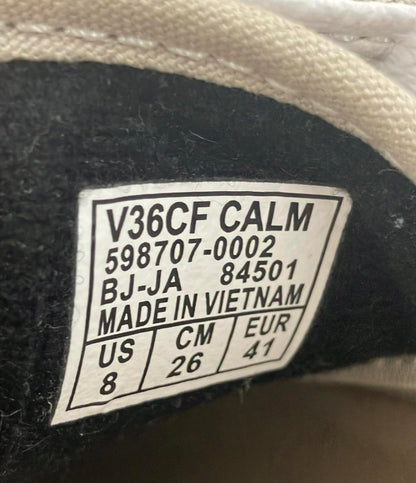 V36CF CALM
598707-0002
BJ-JA 84501
MADE IN VIETNAM
US CM EUR
8 26 41